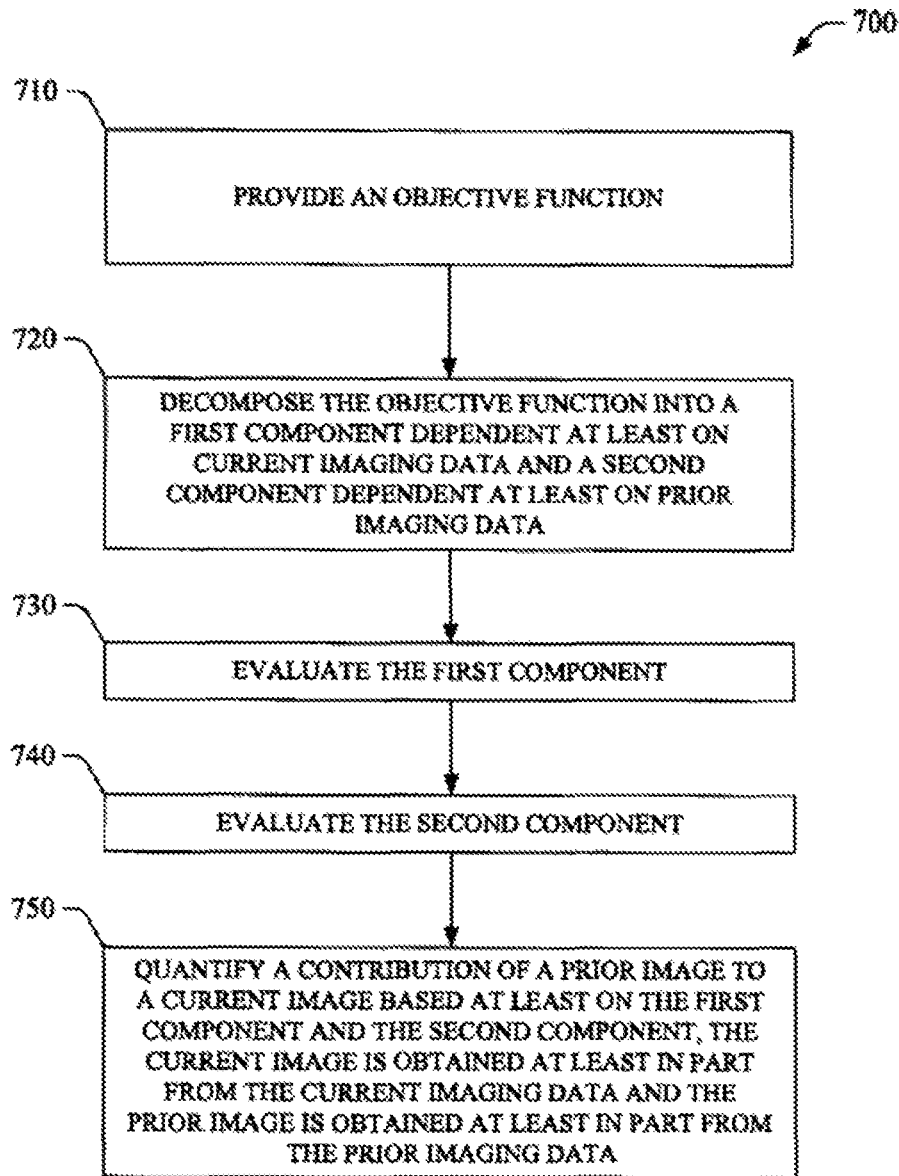 700
710
PROVIDE AN OBJECTIVE FUNCTION
720
DECOMPOSE THE OBJECTIVE FUNCTION INTO A
FIRST COMPONENT DEPENDENT AT LEAST ON
CURRENT IMAGING DATA AND A SECOND
COMPONENT DEPENDENT AT LEAST ON PRIOR
IMAGING DATA
730
EVALUATE THE FIRST COMPONENT
740
EVALUATE THE SECOND COMPONENT
750
QUANTIFY A CONTRIBUTION OF A PRIOR IMAGE TO
A CURRENT IMAGE BASED AT LEAST ON THE FIRST
COMPONENT AND THE SECOND COMPONENT, THE
CURRENT IMAGE IS OBTAINED AT LEAST IN PART
FROM THE CURRENT IMAGING DATA AND THE
PRIOR IMAGE IS OBTAINED AT LEAST IN PART FROM
THE PRIOR IMAGING DATA